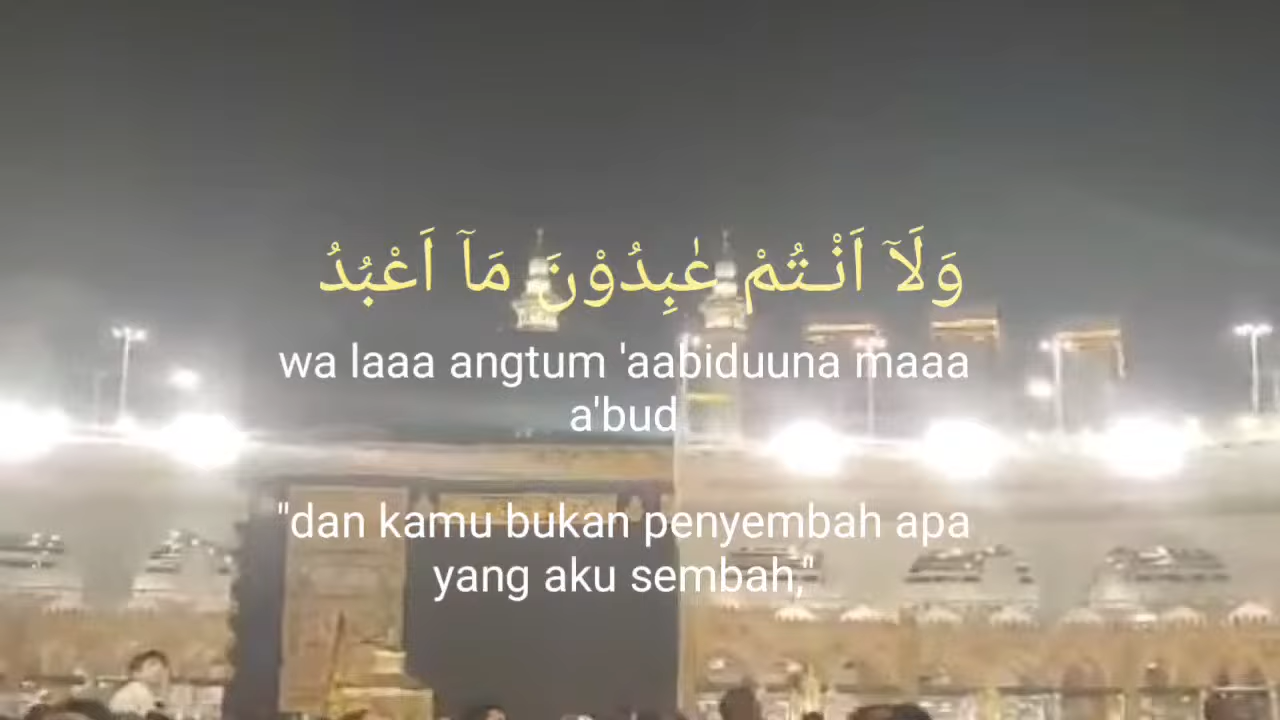 وَلَآ اَنْـتُمْ عٰبِدُوْنَ مَآ اَعْبُدُ
wa laaa angtum 'aabiduuna maaa
a'bud
"dan kamu bukan penyembah apa
yang aku sembah,"